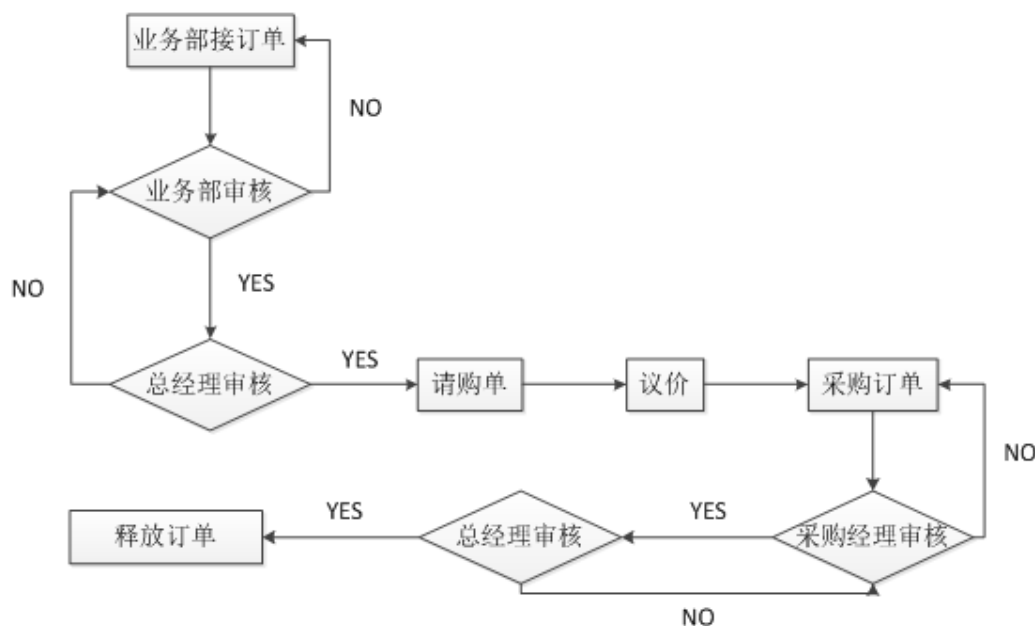 业务部接订单
NO
业务部审核
NO
YES
总经理审核
YES
请购单
议价
采购订单
NO
释放订单
YES
总经理审核
YES
采购经理审核
NO